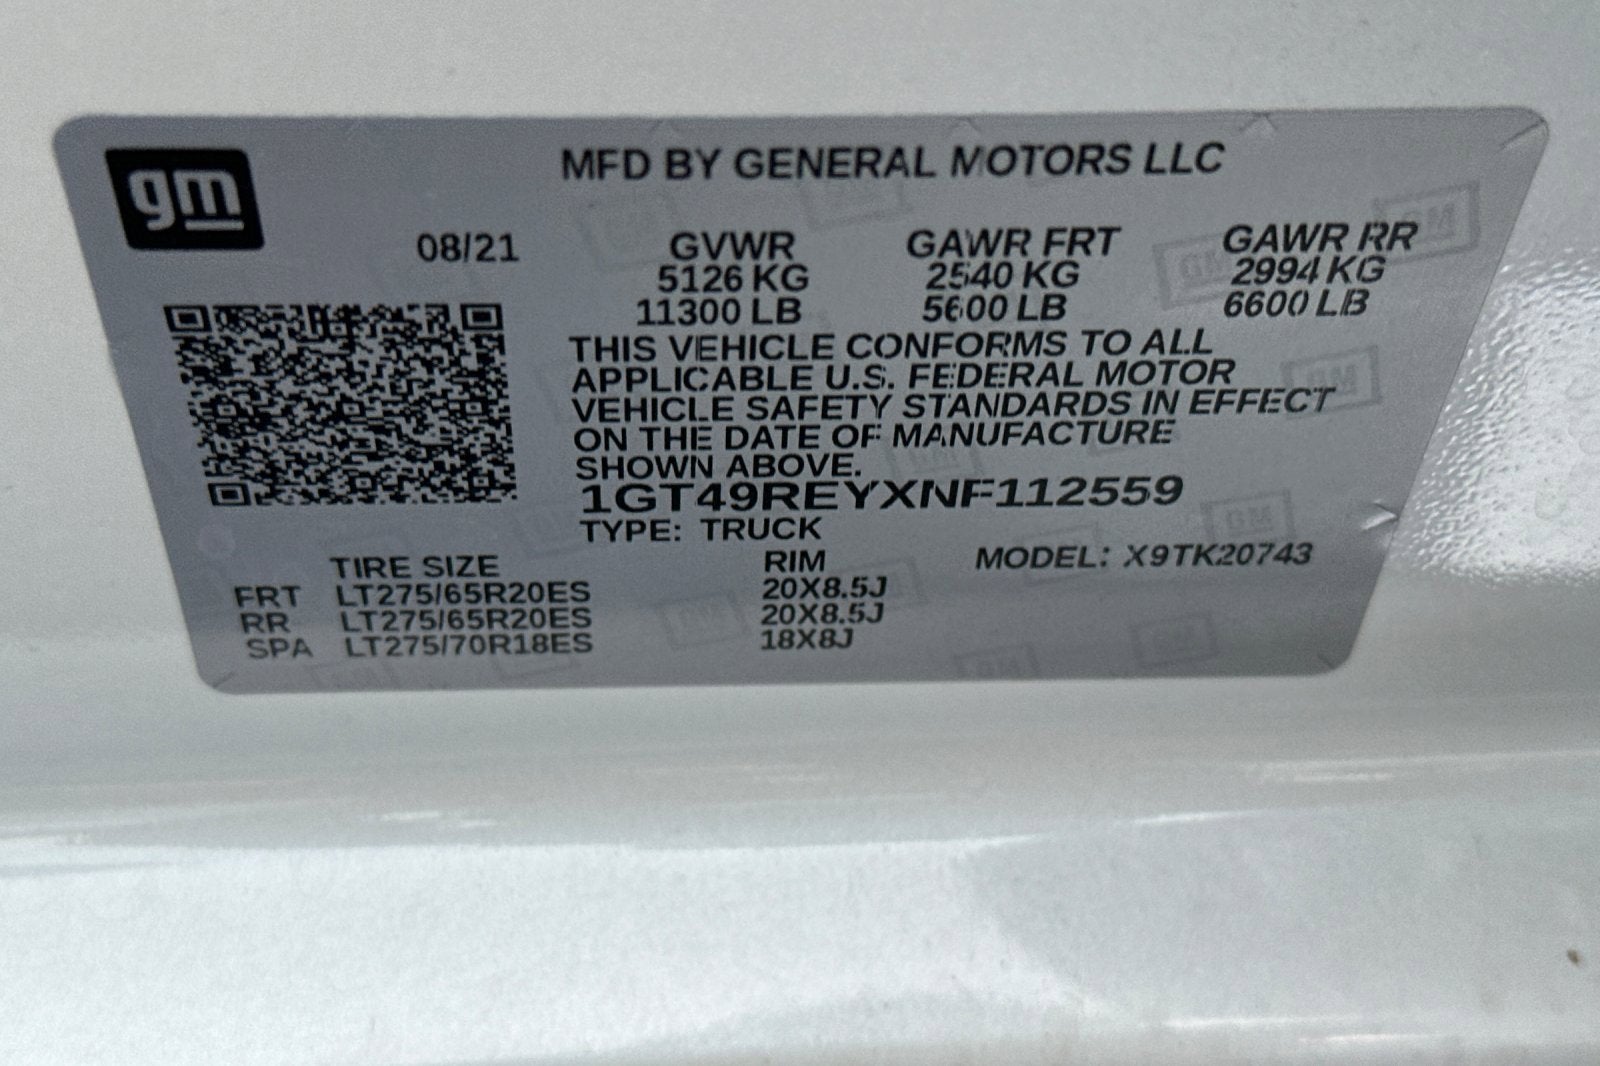 gm
MFD BY GENERAL MOTORS LLC
08/21 GVWR GAWR FRT GAWR RR
5126 KG 2540 KG 2994 KG
11300 LB 5600 LB 6600 LB
THIS VEHICLE CONFORMS TO ALL
APPLICABLE U.S. FEDERAL MOTOR
VEHICLE SAFETY STANDARDS IN EFFECT
ON THE DATE OF MANUFACTURE
SHOWN ABOVE.
1GT49REYXNF112559
TYPE: TRUCK
TIRE SIZE RIM MODEL: X9TK20743
FRT LT275/65R20ES 20X8.5J
RR LT275/65R20ES 20X8.5J
SPA LT275/70R18ES 18X8J